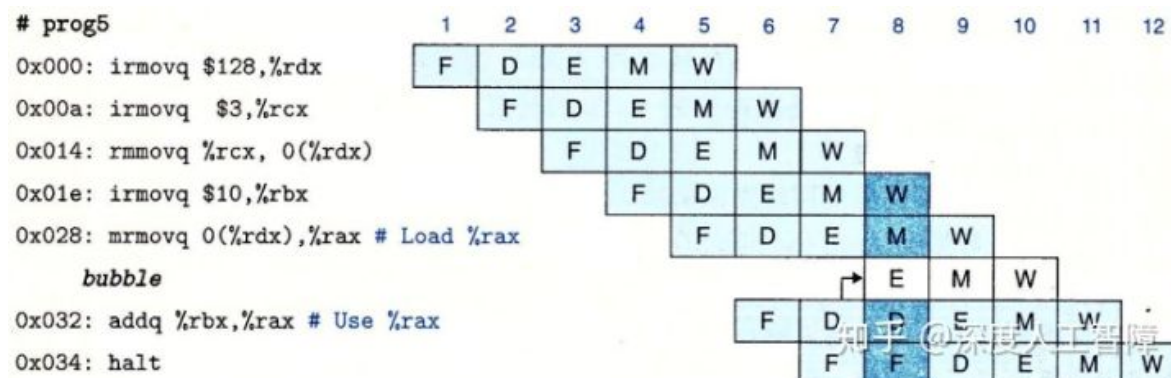 # prog5 1 2 3 4 5 6 7 8 9 10 11 12
0x000: irmovq $128,%rdx F D E M W
0x00a: irmovq $3,%rcx F D E M W
0x014: rmmovq %rcx, 0(%rdx) F D E M W
0x01e: irmovq $10,%rbx F D E M W
0x028: mrmovq 0(%rdx),%rax # Load %rax F D E M W
bubble E M W
0x032: addq %rbx,%rax # Use %rax F D D E M W
0x034: halt F F D E M W
知乎 @深度人工智障